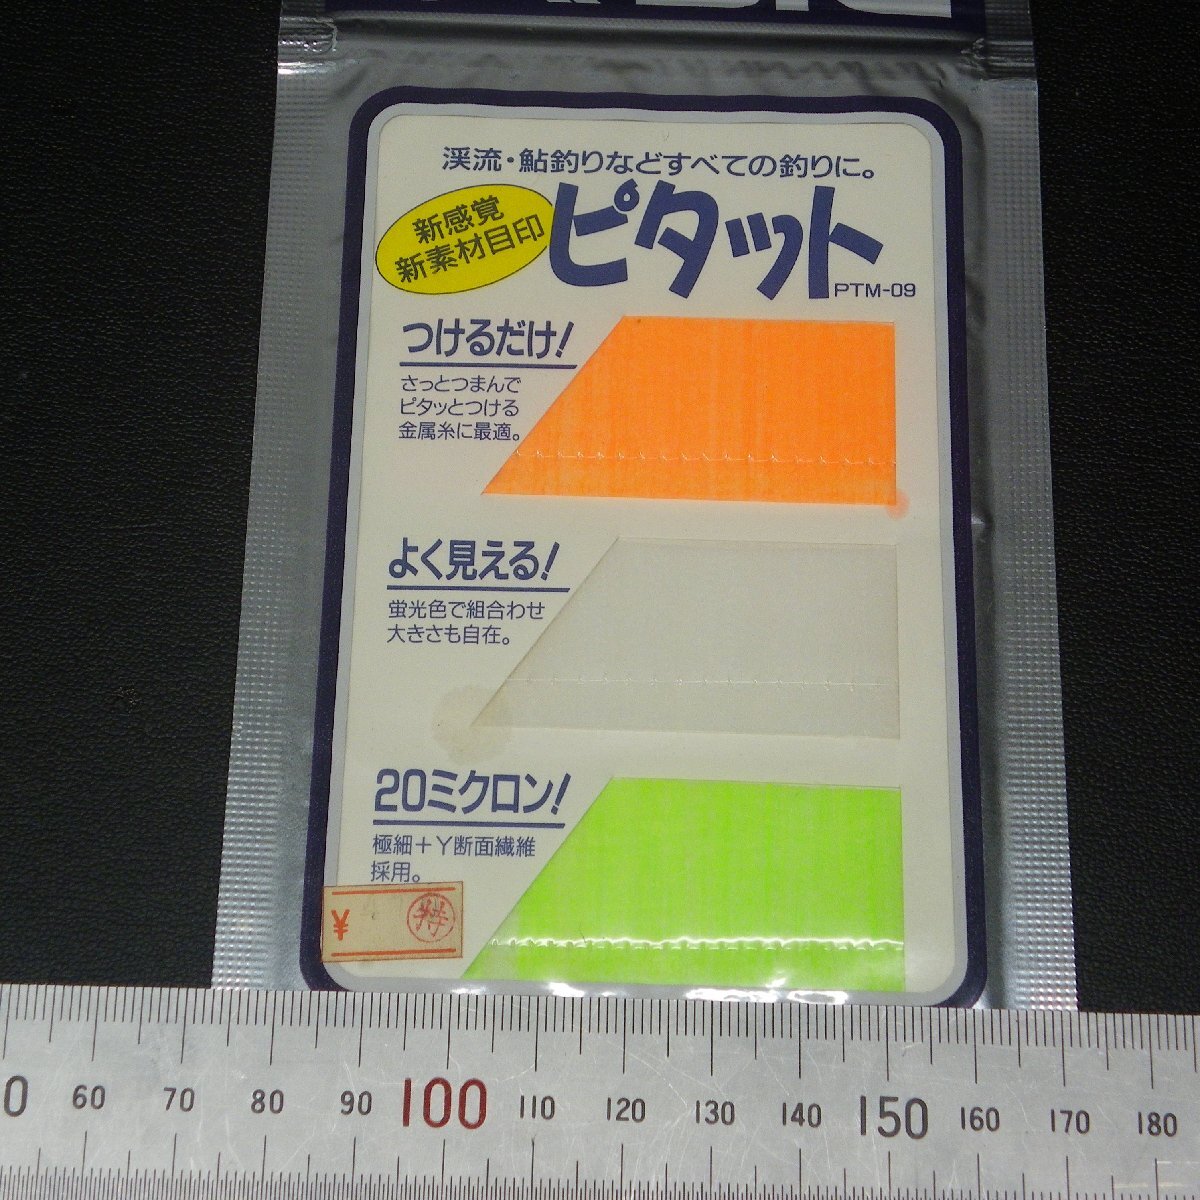 渓流・鮎釣りなどすべての釣りに。
新感覚
新素材目印
ピタット
PTM-09
つけるだけ!
さっとつまんで
ピタッとつける
金属糸に最適。
よく見える!
蛍光色で組合わせ
大きさも自在。
20ミクロン!
極細+Y断面繊維
採用。
¥ 特
60 70 80 90 100 110 120 130 140 150 160 170 180